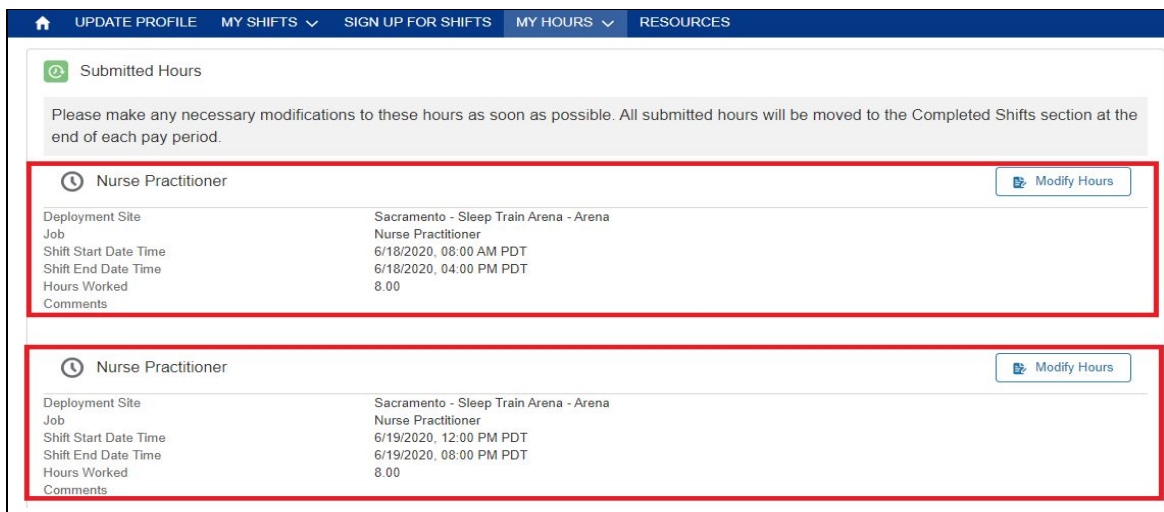 UPDATE PROFILE MY SHIFTS SIGN UP FOR SHIFTS MY HOURS RESOURCES
Submitted Hours
Please make any necessary modifications to these hours as soon as possible. All submitted hours will be moved to the Completed Shifts section at the
end of each pay period.
Nurse Practitioner Modify Hours
Deployment Site Sacramento - Sleep Train Arena - Arena
Job Nurse Practitioner
Shift Start Date Time 6/18/2020, 08:00 AM PDT
Shift End Date Time 6/18/2020, 04:00 PM PDT
Hours Worked 8.00
Comments
Nurse Practitioner Modify Hours
Deployment Site Sacramento - Sleep Train Arena - Arena
Job Nurse Practitioner
Shift Start Date Time 6/19/2020, 12:00 PM PDT
Shift End Date Time 6/19/2020, 08:00 PM PDT
Hours Worked 8.00
Comments